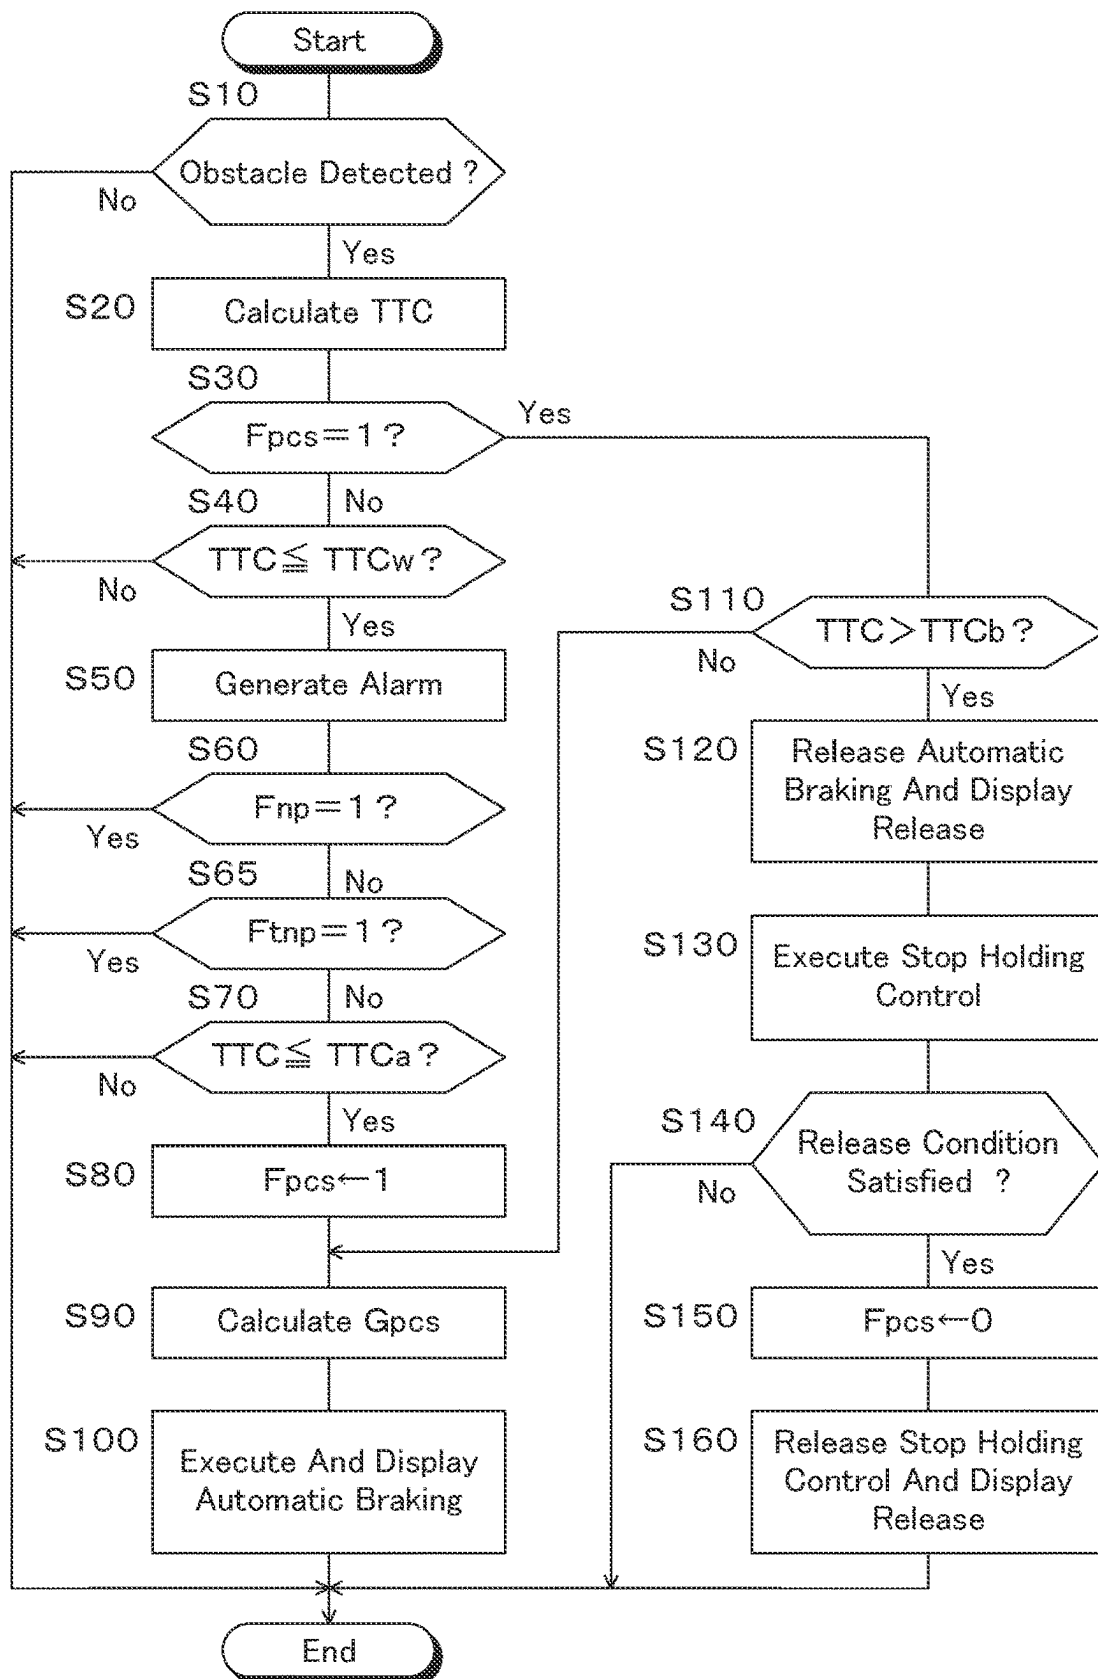 Start
S10
Obstacle Detected ?
No
Yes
S20
Calculate TTC
S30
Fpcs=1 ?
Yes
No
S40
TTC≦ TTCw ?
No
Yes
S50
Generate Alarm
S60
Fnp=1 ?
Yes
No
S65
Ftnp=1 ?
Yes
No
S70
TTC≦ TTCa ?
No
Yes
S80
Fpcs←1
S90
Calculate Gpcs
S100
Execute And Display
Automatic Braking
S110
TTC>TTCb ?
No
Yes
S120
Release Automatic
Braking And Display
Release
S130
Execute Stop Holding
Control
S140
Release Condition
Satisfied ?
No
Yes
S150
Fpcs←0
S160
Release Stop Holding
Control And Display
Release
End